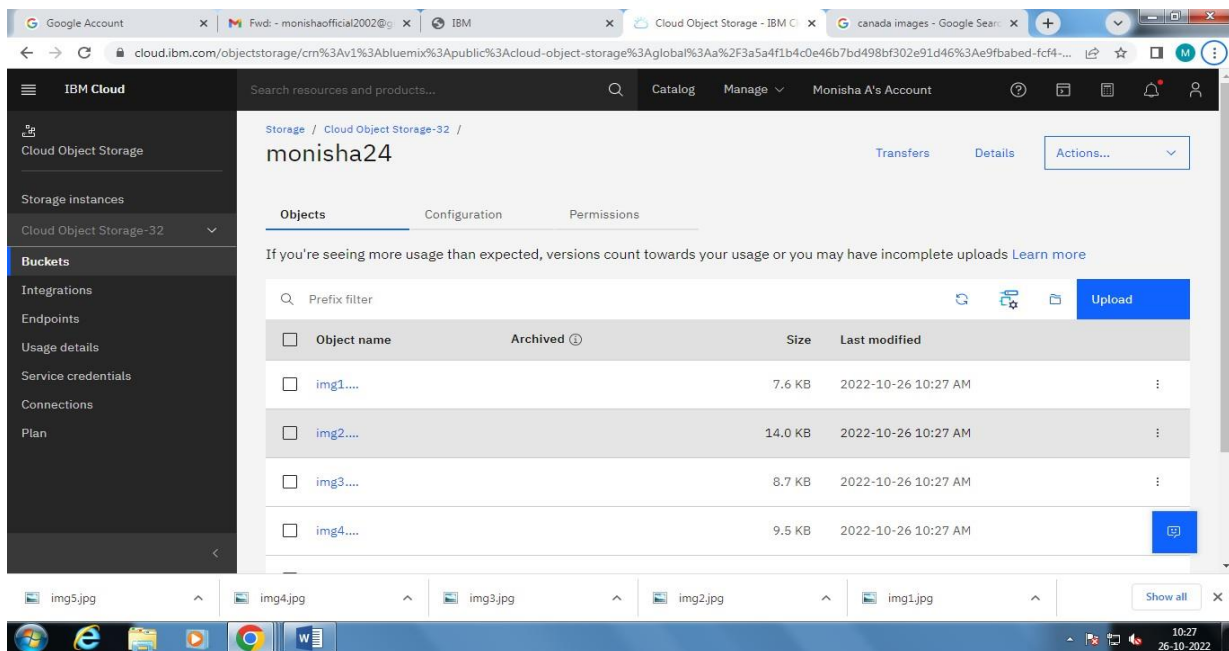 Google Account
Fwd: - monishaofficial2002@g
IBM
Cloud Object Storage - IBM Cl
canada images - Google Searc
cloud.ibm.com/objectstorage/crn%3Av1%3Abluemix%3Apublic%3Acloud-object-storage%3Aglobal%3Aa%2F3a5a4f1b4c0e46b7bd498bf302e91d46%3Ae9fbabed-fcf4-...
M
IBM Cloud
Search resources and products...
Catalog
Manage
Monisha A's Account
Cloud Object Storage
Storage instances
Cloud Object Storage-32
Buckets
Integrations
Endpoints
Usage details
Service credentials
Connections
Plan
Storage / Cloud Object Storage-32 /
monisha24
Transfers
Details
Actions...
Objects
Configuration
Permissions
If you're seeing more usage than expected, versions count towards your usage or you may have incomplete uploads Learn more
Prefix filter
Upload
Object name Archived Size Last modified
img1.... 7.6 KB 2022-10-26 10:27 AM
img2.... 14.0 KB 2022-10-26 10:27 AM
img3.... 8.7 KB 2022-10-26 10:27 AM
img4.... 9.5 KB 2022-10-26 10:27 AM
img5.jpg
img4.jpg
img3.jpg
img2.jpg
img1.jpg
Show all
10:27
26-10-2022